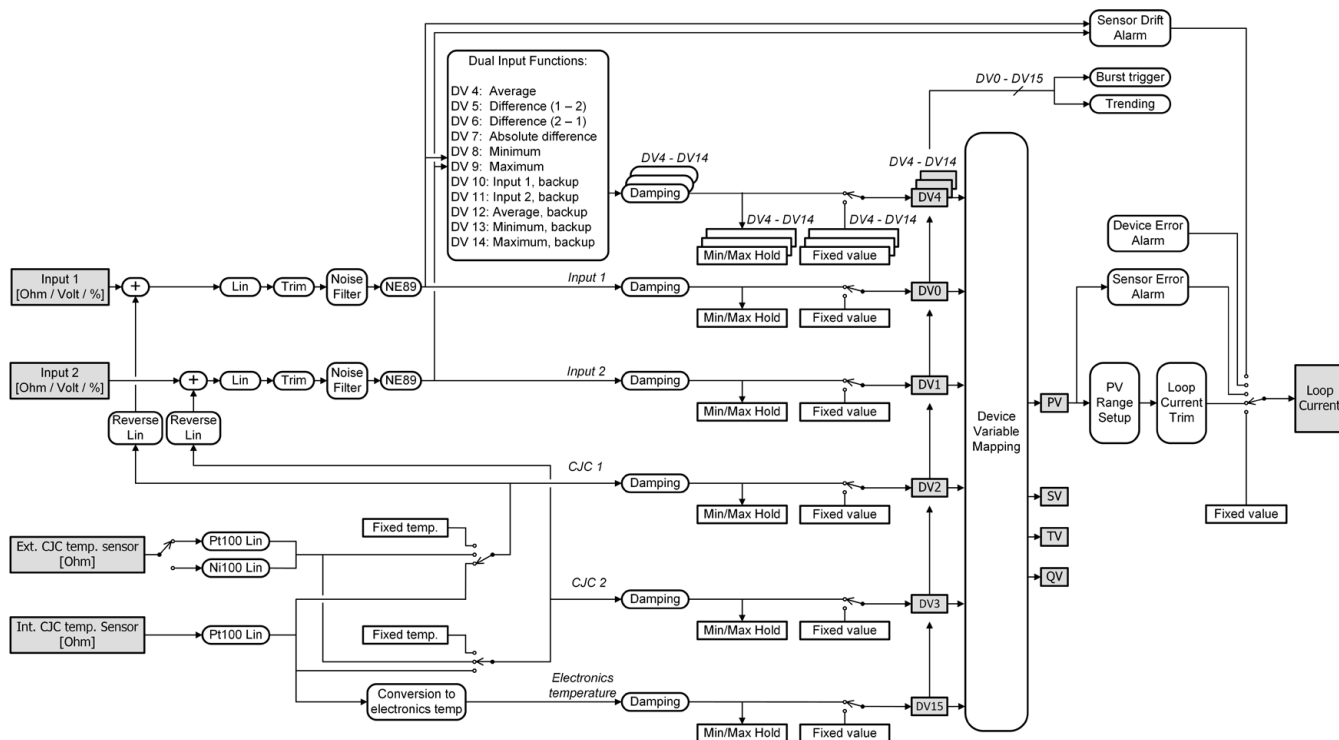 Sensor Drift
Alarm
Dual Input Functions:
DV 4: Average
DV 5: Difference (1 – 2)
DV 6: Difference (2 – 1)
DV 7: Absolute difference
DV 8: Minimum
DV 9: Maximum
DV 10: Input 1, backup
DV 11: Input 2, backup
DV 12: Average, backup
DV 13: Minimum, backup
DV 14: Maximum, backup
DV0 - DV15
Burst trigger
Trending
DV4 - DV14
Damping
DV4 - DV14
DV4
DV4 - DV14
Min/Max Hold
DV4 - DV14
Fixed value
Device Error
Alarm
Sensor Error
Alarm
Input 1
[Ohm / Volt / %]
+
Lin
Trim
Noise
Filter
NE89
Input 1
Damping
DV0
Min/Max Hold
Fixed value
Input 2
[Ohm / Volt / %]
+
Lin
Trim
Noise
Filter
NE89
Input 2
Damping
DV1
Min/Max Hold
Fixed value
Reverse
Lin
Reverse
Lin
Device
Variable
Mapping
PV
PV
Range
Setup
Loop
Current
Trim
Loop
Current
CJC 1
Damping
DV2
Min/Max Hold
Fixed value
SV
TV
QV
Fixed value
Ext. CJC temp. sensor
[Ohm]
Pt100 Lin
Ni100 Lin
Fixed temp.
CJC 2
Damping
DV3
Min/Max Hold
Fixed value
Int. CJC temp. Sensor
[Ohm]
Pt100 Lin
Fixed temp.
Conversion to
electronics temp
Electronics
temperature
Damping
DV15
Min/Max Hold
Fixed value